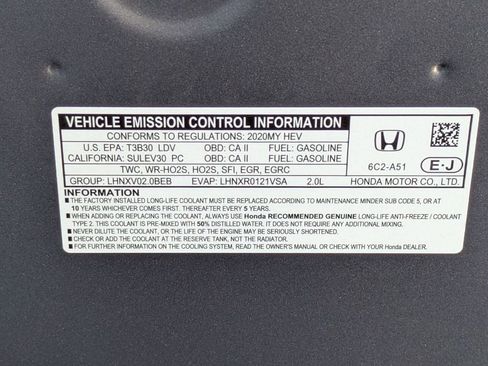 VEHICLE EMISSION CONTROL INFORMATION
CONFORMS TO REGULATIONS: 2020MY HEV
U.S. EPA: T3B30 LDV OBD: CA II FUEL: GASOLINE
CALIFORNIA; SULEV30 PC OBD: CA II FUEL: GASOLINE
TWC, WR-HO2S, HO2S, SFI, EGR, EGRC
GROUP: LHNXV02.0BEB EVAP: LHNXR0121VSA 2.0L
6C2-A51
E·J
HONDA MOTOR CO., LTD.
INFORMATION
■ THE FACTORY INSTALLED LONG-LIFE COOLANT MUST BE REPLACED ACCORDING TO MAINTENANCE MINDER SUB CODE 5, OR AT
10 YEARS WHICHEVER COMES FIRST. THEREAFTER EVERY 5 YEARS.
■ WHEN ADDING OR REPLACING THE COOLANT, ALWAYS USE Honda RECOMMENDED GENUINE LONG-LIFE ANTIFREEZE / COOLANT
TYPE 2. THIS COOLANT IS PRE-MIXED WITH 50% DISTILLED WATER. IT DOES NOT REQUIRE ANY ADDITIONAL MIXING.
■ NEVER DILUTE THE COOLANT, OR THE LIFE OF THE ENGINE MAY BE SERIOUSLY SHORTENED.
■ CHECK OR ADD COOLANT AT THE RESERVE TANK, NOT THE RADIATOR.
■ FOR FURTHER INFORMATION ON THE COOLING SYSTEM, READ THE OWNER'S MANUAL OR CHECK WITH YOUR Honda DEALER.